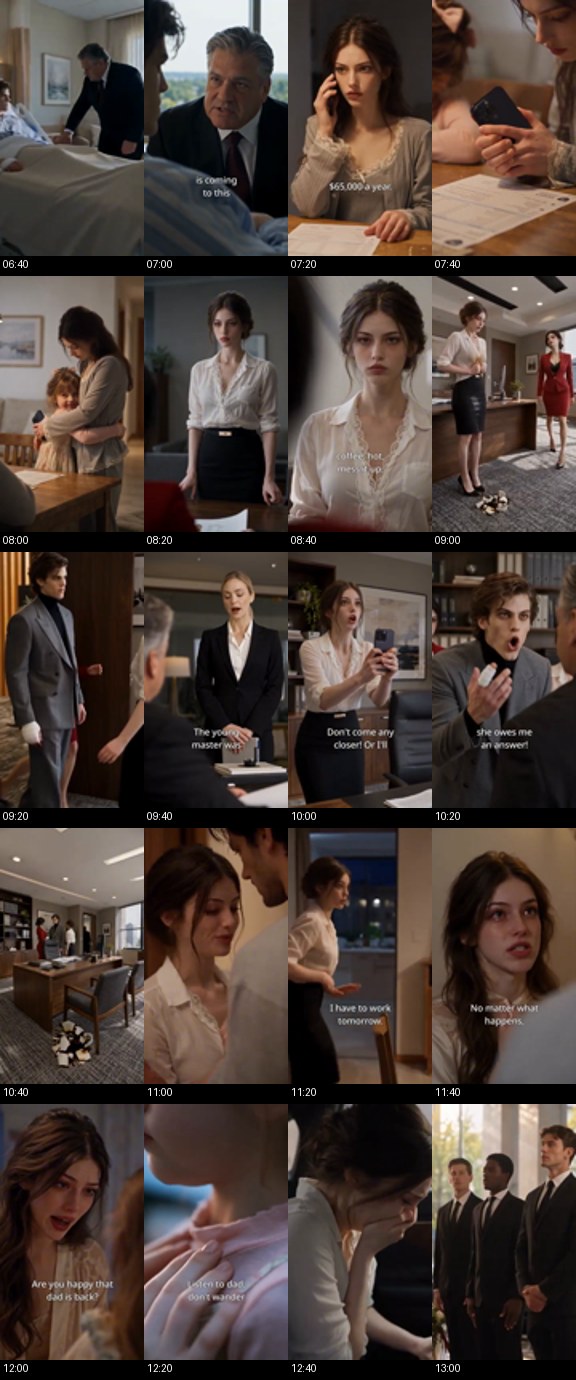 06:40
07:00
07:20
07:40
is coming
to this
$65,000 a year.
08:00
08:20
08:40
09:00
coffee, hot,
mess it up.
09:20
09:40
10:00
10:20
The young
master was
Don't come any
closer! Or I'll
she owes me
an answer!
10:40
11:00
11:20
11:40
I have to work
tomorrow.
No matter what
happens,
12:00
12:20
12:40
13:00
Are you happy that
dad is back?
Listen to dad,
don't wander